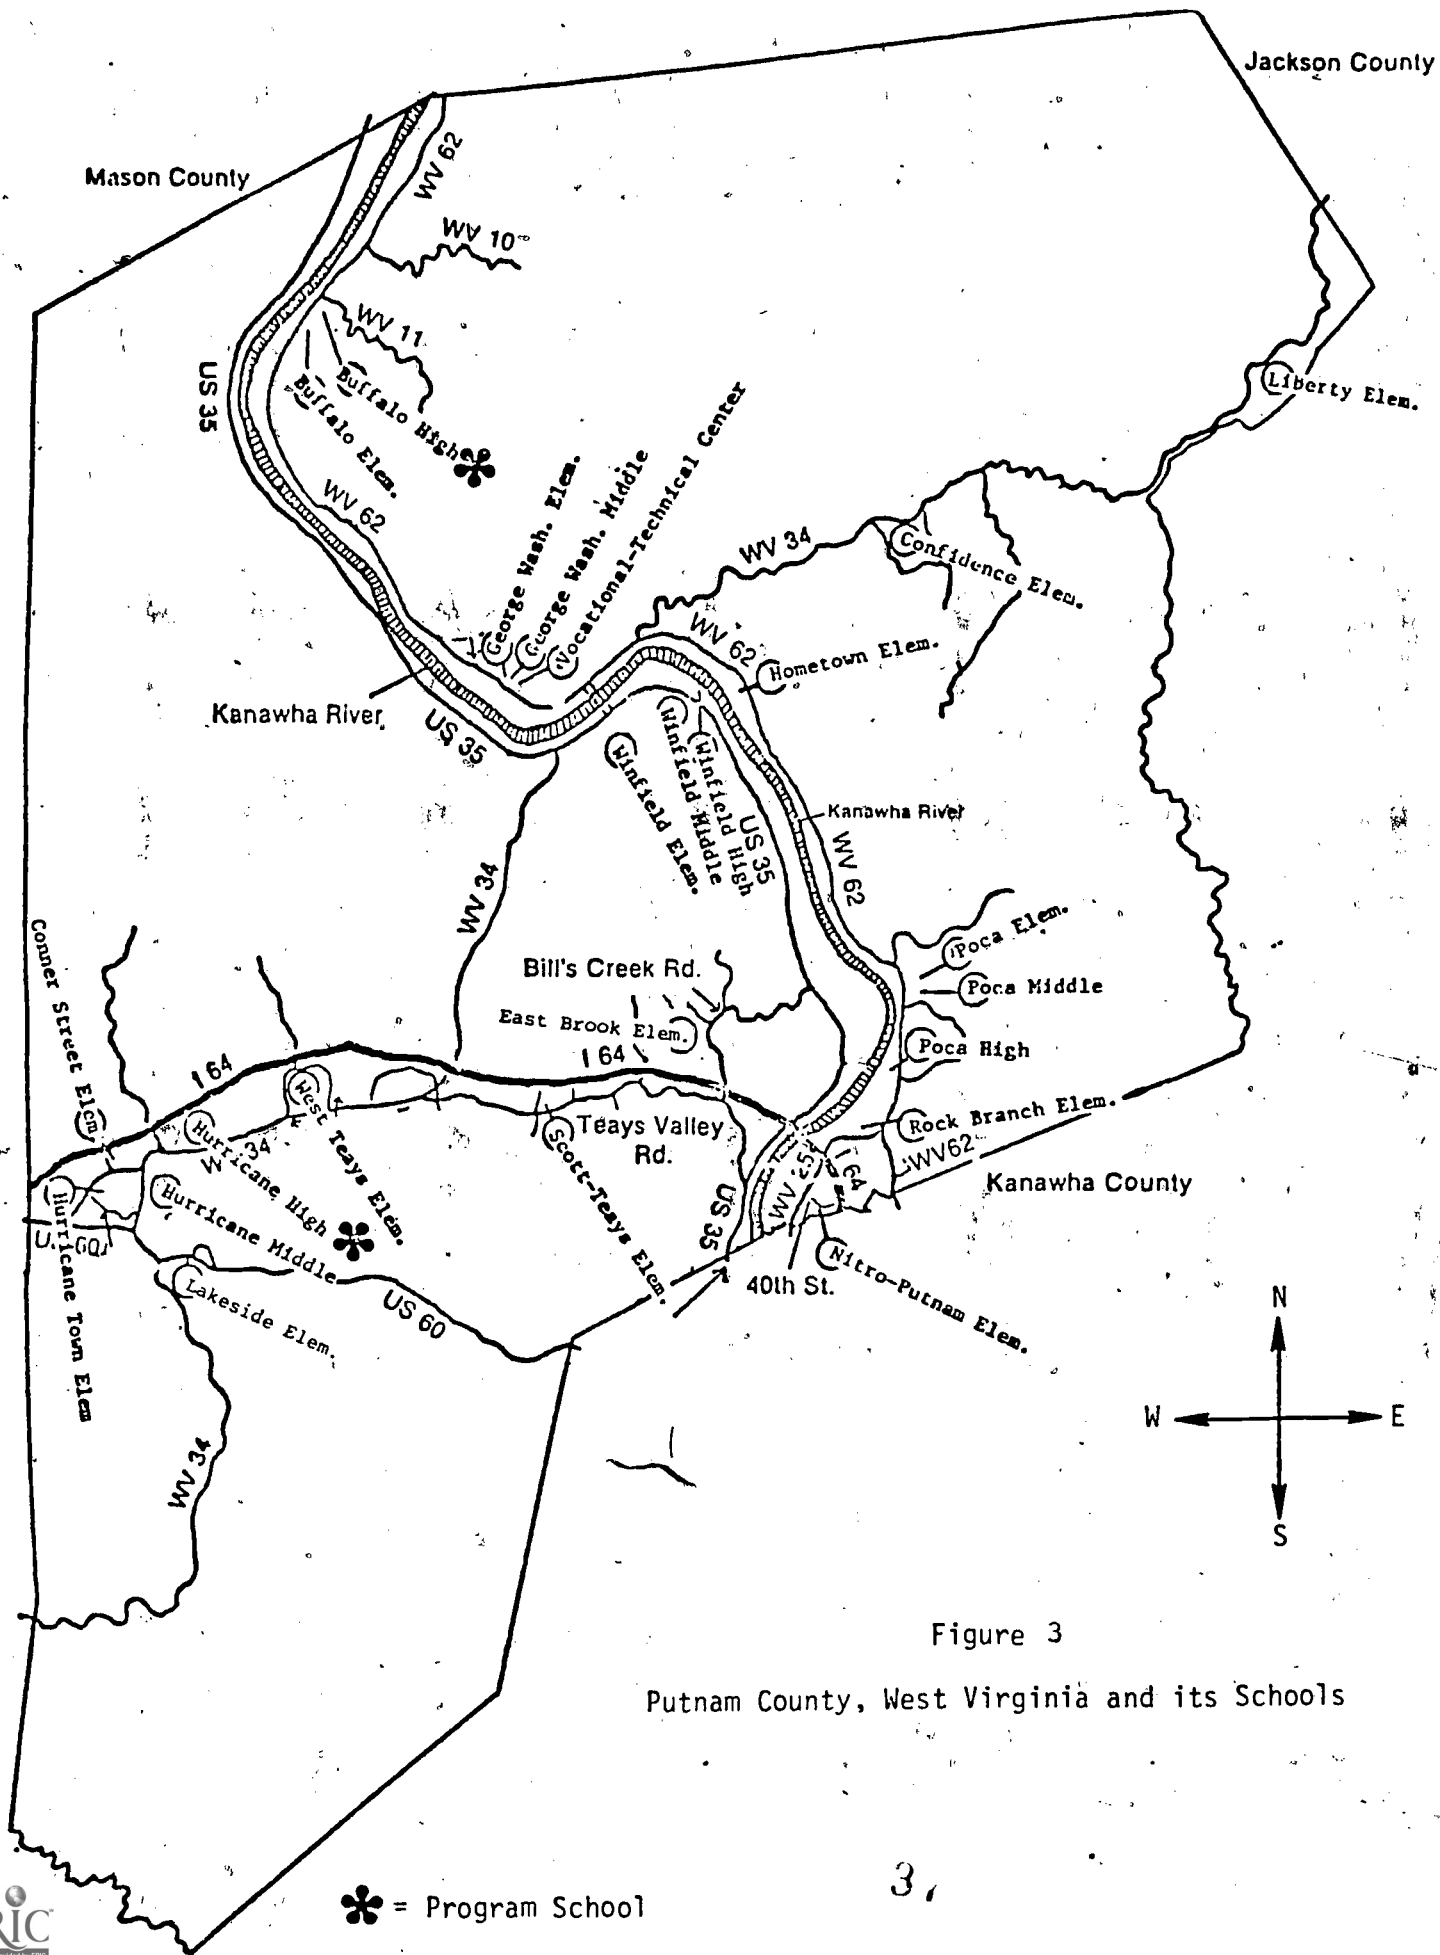 Jackson County
Mason County
WV 62
WV 10
WV 11
US 35
Buffalo High
Buffalo Elem.
WV 62
George Wash. Elem.
George Wash. Middle
Vocational-Technical Center
Liberty Elem.
WV 34
Confidence Elem.
WV 62
Hometown Elem.
Kanawha River
US 35
Winfield Elem.
Winfield Middle
Winfield High
US 35
Kanawha River
WV 62
WV 34
Conner Street Elem.
Bill's Creek Rd.
East Brook Elem.
I 64
I 64
Poca Elem.
Poca Middle
Poca High
Rock Branch Elem.
WV62
Kanawha County
West Teays Elem.
Hurricane High
34
Hurricane Middle
Hurricane Town Elem
Lakeside Elem.
US 60
Scott-Teays Elem.
Teays Valley
Rd.
US 35
WV 25
I 64
40th St.
Nitro-Putnam Elem.
WV 34
N
W
E
S
Figure 3
Putnam County, West Virginia and its Schools
= Program School